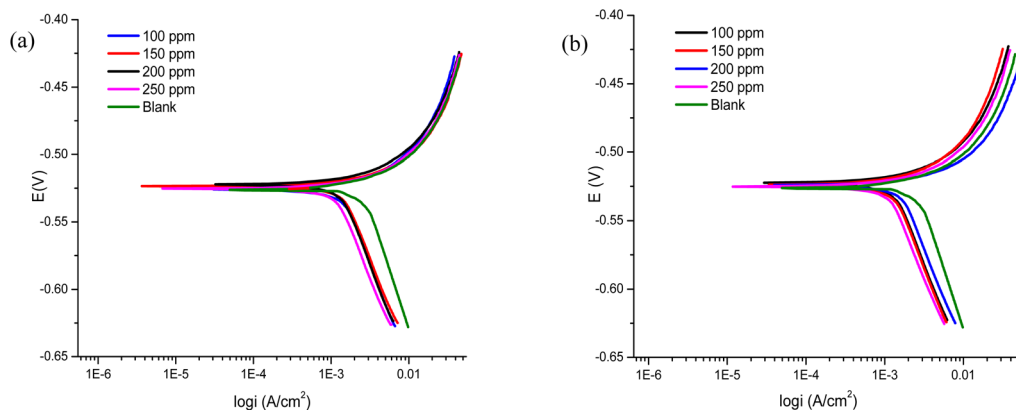 (a)
100 ppm
150 ppm
200 ppm
250 ppm
Blank
-0.40
-0.45
-0.50
-0.55
-0.60
-0.65
E(V)
1E-6
1E-5
1E-4
1E-3
0.01
logi (A/cm²)
(b)
100 ppm
150 ppm
200 ppm
250 ppm
Blank
-0.40
-0.45
-0.50
-0.55
-0.60
-0.65
E (V)
1E-6
1E-5
1E-4
1E-3
0.01
logi (A/cm²)